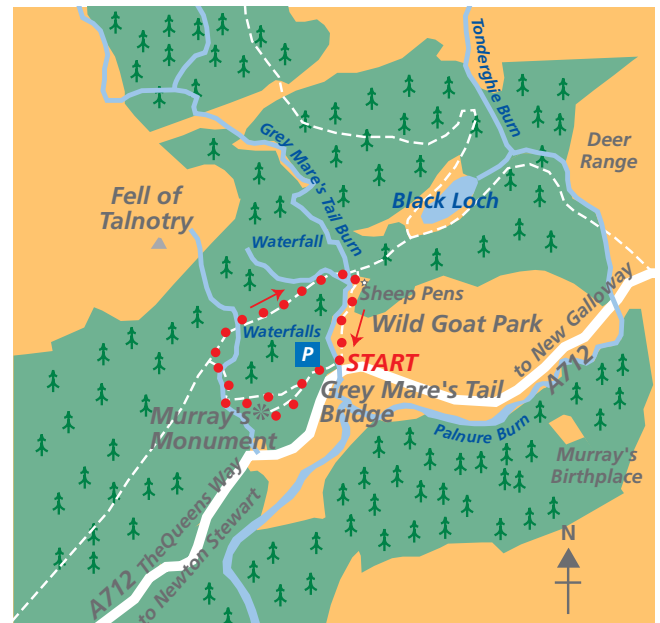 Tonderghie Burn
Grey Mare's Tail Burn
Deer
Range
Fell of
Talnotry
Black Loch
Waterfall
Sheep Pens
Wild Goat Park
to New Galloway
A712
Waterfalls
P
START
Grey Mare's Tail
Bridge
Murray's
Monument
Palnure Burn
Murray's
Birthplace
A712 TheQueens Way
to Newton Stewart
N